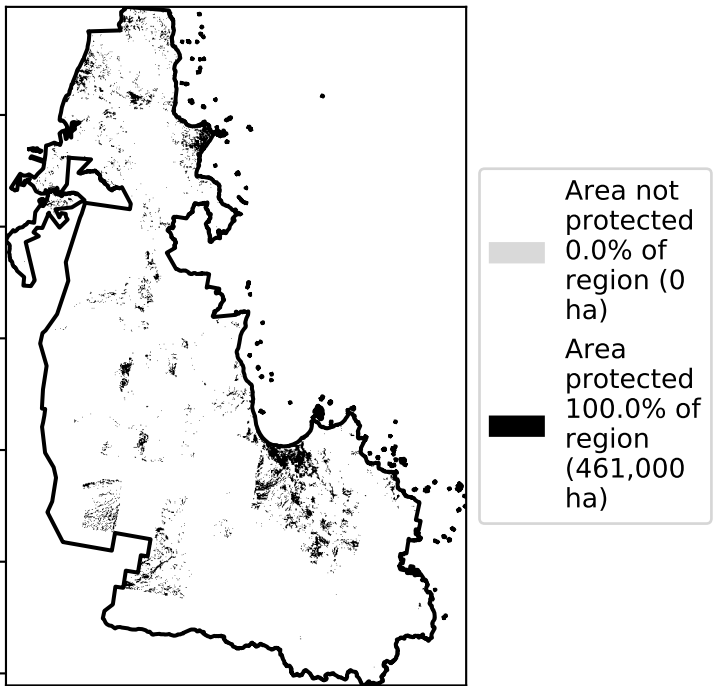 Area not
protected
0.0% of
region (0
ha)
Area
protected
100.0% of
region
(461,000
ha)